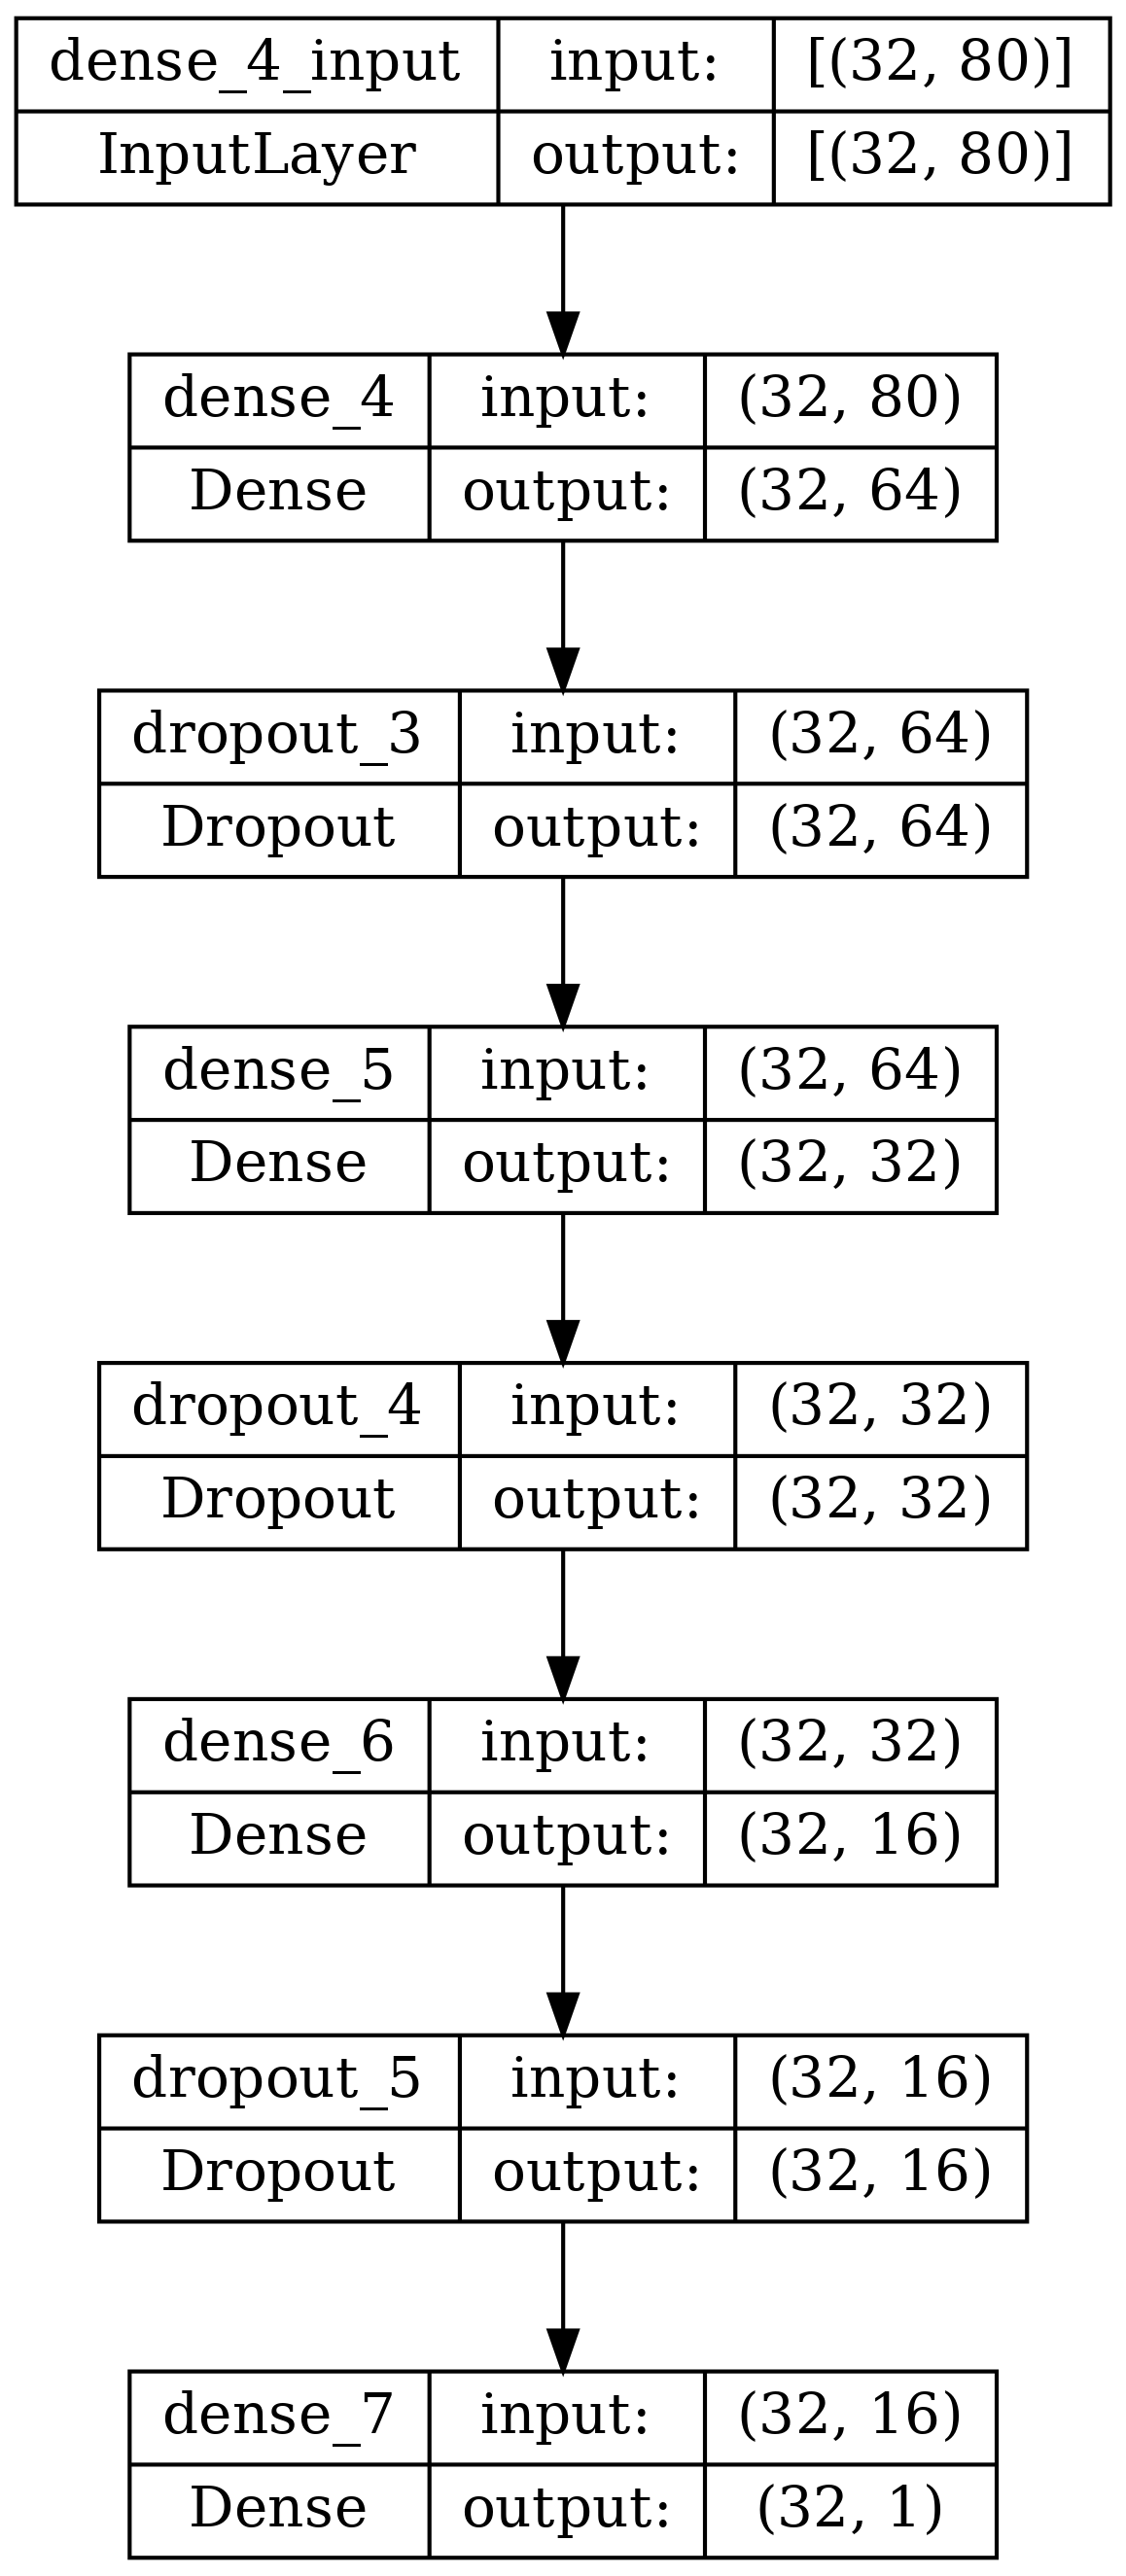 dense_4_input input: [(32, 80)]
InputLayer output: [(32, 80)]
dense_4 input: (32, 80)
Dense output: (32, 64)
dropout_3 input: (32, 64)
Dropout output: (32, 64)
dense_5 input: (32, 64)
Dense output: (32, 32)
dropout_4 input: (32, 32)
Dropout output: (32, 32)
dense_6 input: (32, 32)
Dense output: (32, 16)
dropout_5 input: (32, 16)
Dropout output: (32, 16)
dense_7 input: (32, 16)
Dense output: (32, 1)